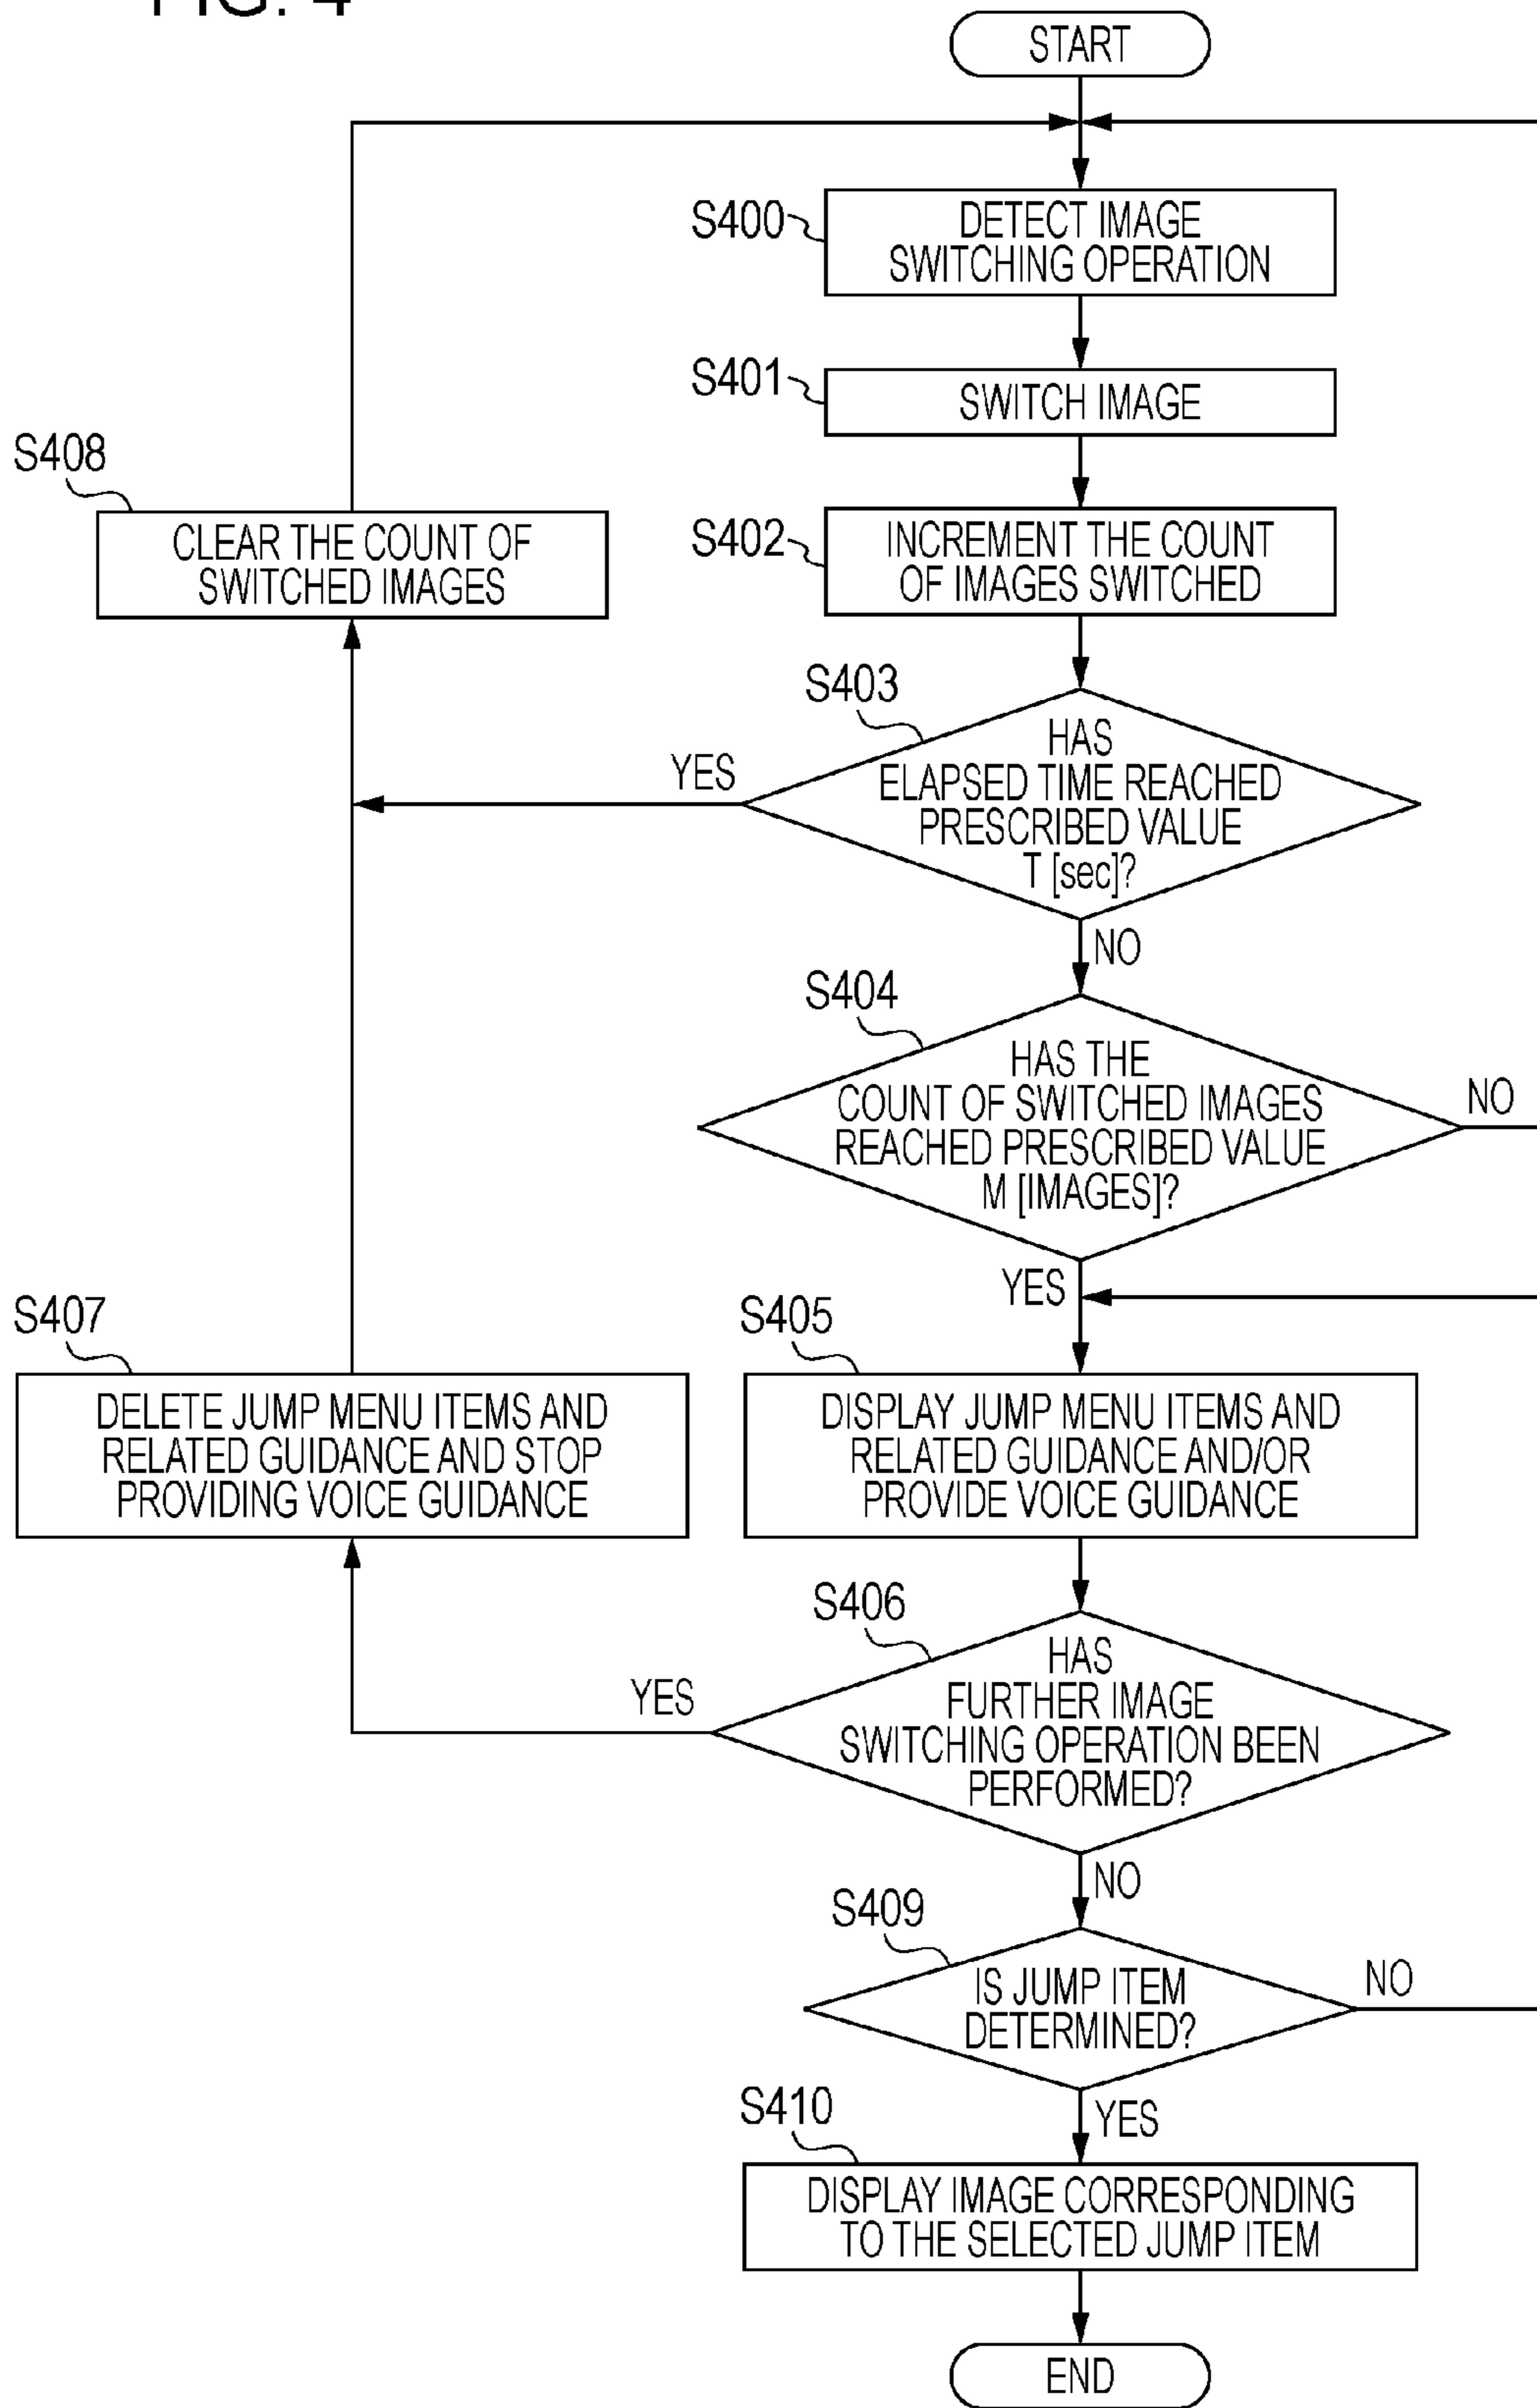 FIG. 4
START
S400
DETECT IMAGE
SWITCHING OPERATION
S401
SWITCH IMAGE
S408
CLEAR THE COUNT OF
SWITCHED IMAGES
S402
INCREMENT THE COUNT
OF IMAGES SWITCHED
S403
HAS
ELAPSED TIME REACHED
PRESCRIBED VALUE
T [sec]?
YES
NO
S404
HAS THE
COUNT OF SWITCHED IMAGES
REACHED PRESCRIBED VALUE
M [IMAGES]?
NO
YES
S407
DELETE JUMP MENU ITEMS AND
RELATED GUIDANCE AND STOP
PROVIDING VOICE GUIDANCE
S405
DISPLAY JUMP MENU ITEMS AND
RELATED GUIDANCE AND/OR
PROVIDE VOICE GUIDANCE
S406
HAS
FURTHER IMAGE
SWITCHING OPERATION BEEN
PERFORMED?
YES
NO
S409
IS JUMP ITEM
DETERMINED?
NO
YES
S410
DISPLAY IMAGE CORRESPONDING
TO THE SELECTED JUMP ITEM
END